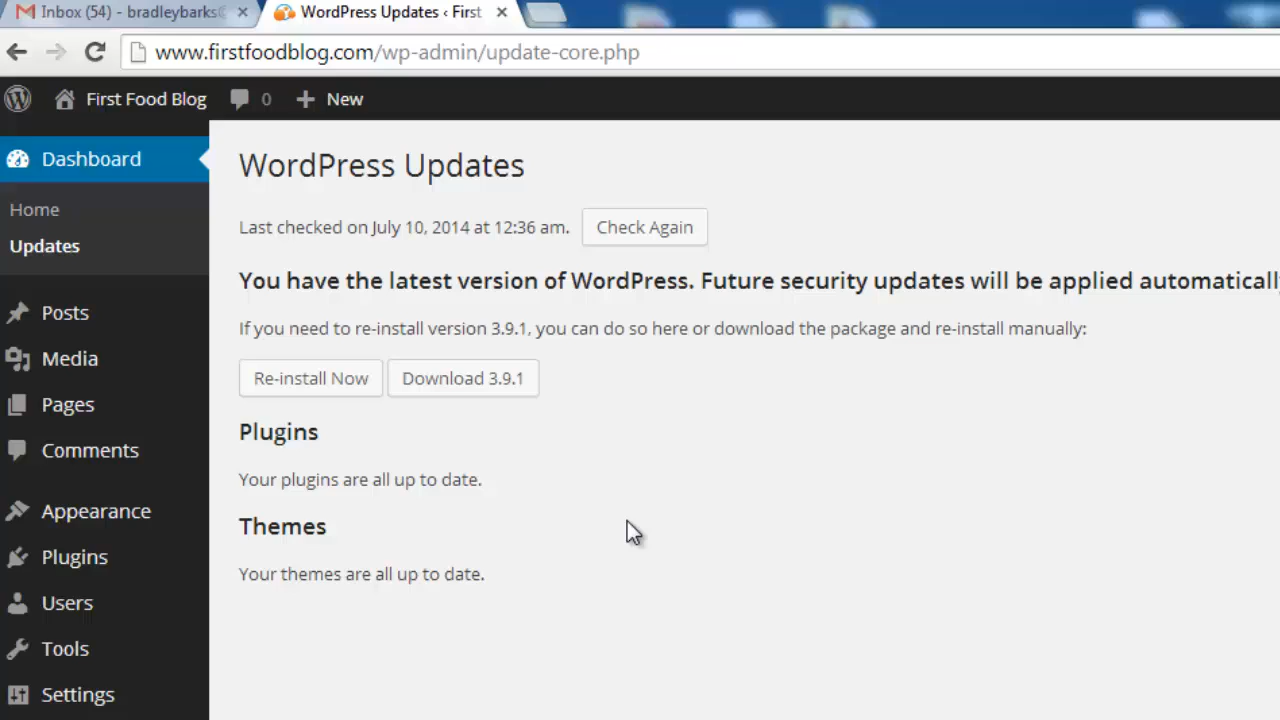 Inbox (54) - bradleybarks@
WordPress Updates ‹ First
www.firstfoodblog.com/wp-admin/update-core.php
First Food Blog 0 New
Dashboard
Home
Updates
Posts
Media
Pages
Comments
Appearance
Plugins
Users
Tools
Settings
WordPress Updates
Last checked on July 10, 2014 at 12:36 am. Check Again
You have the latest version of WordPress. Future security updates will be applied automatically
If you need to re-install version 3.9.1, you can do so here or download the package and re-install manually:
Re-install Now Download 3.9.1
Plugins
Your plugins are all up to date.
Themes
Your themes are all up to date.